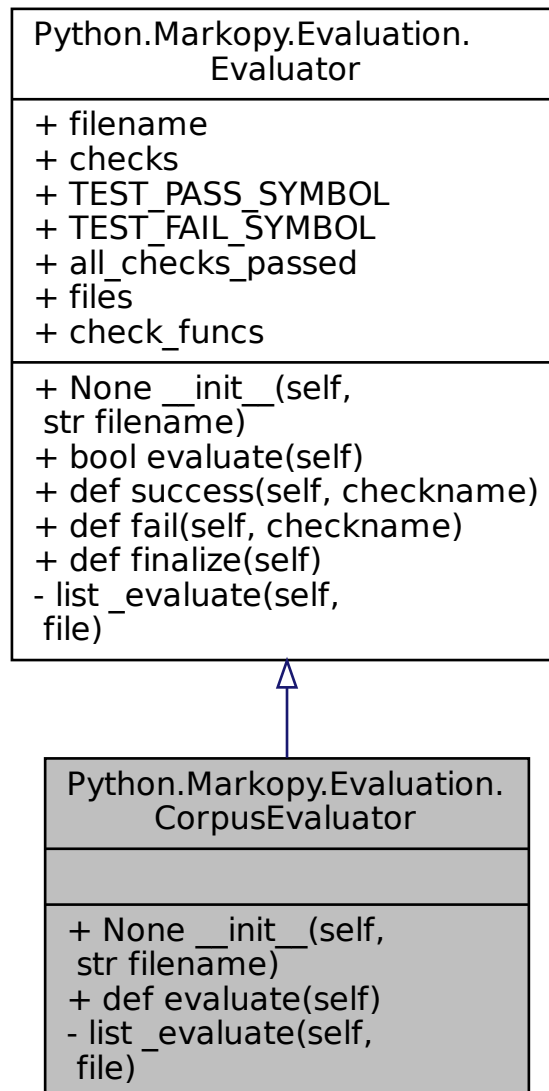 Python.Markopy.Evaluation.
Evaluator
+ filename
+ checks
+ TEST_PASS_SYMBOL
+ TEST_FAIL_SYMBOL
+ all_checks_passed
+ files
+ check_funcs
+ None __init__(self,
str filename)
+ bool evaluate(self)
+ def success(self, checkname)
+ def fail(self, checkname)
+ def finalize(self)
- list _evaluate(self,
file)
Python.Markopy.Evaluation.
CorpusEvaluator
+ None __init__(self,
str filename)
+ def evaluate(self)
- list _evaluate(self,
file)